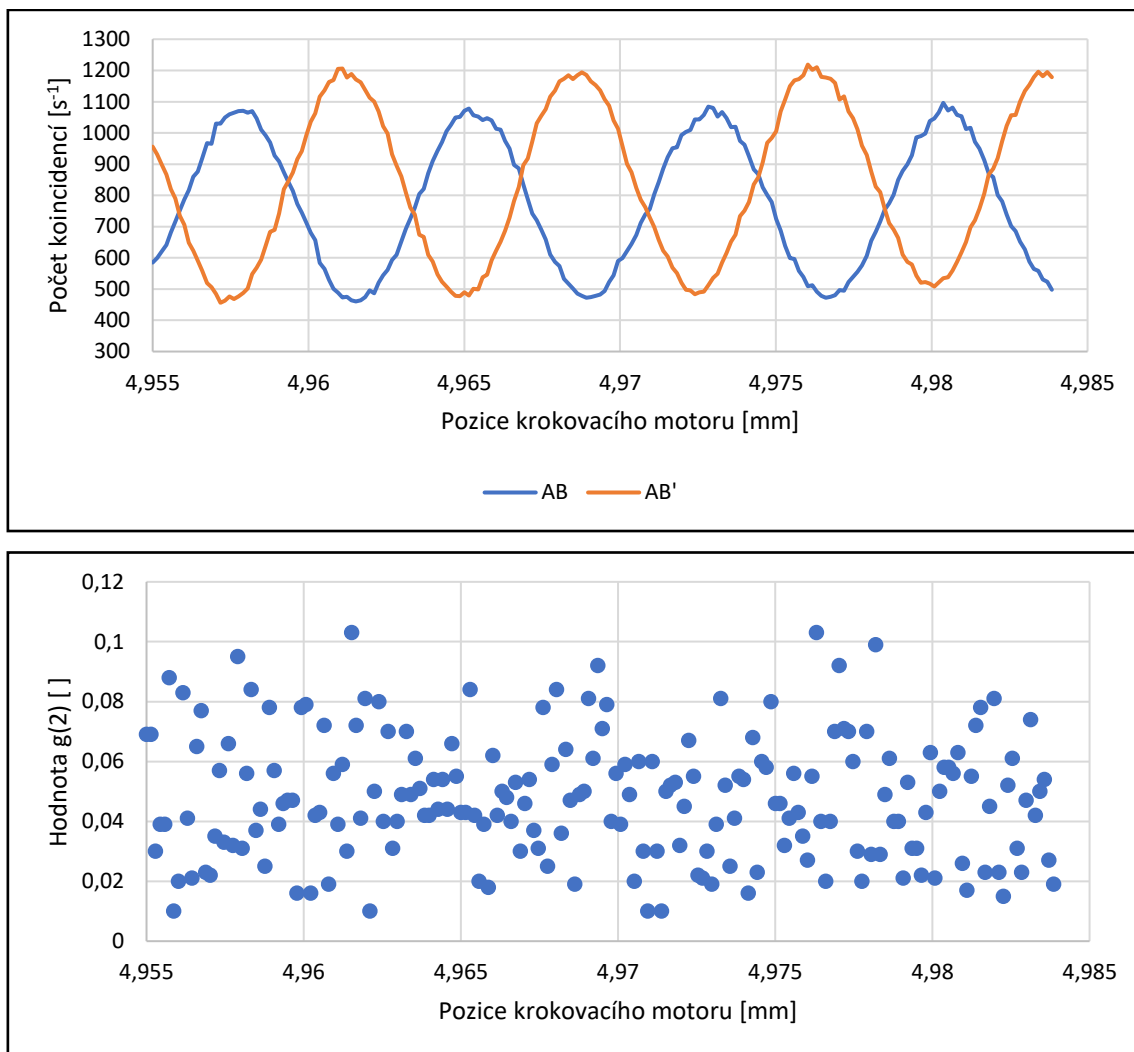 1300
1200
1100
1000
900
800
700
600
500
400
300
Počet koincidencí [s⁻¹]
4,955 4,96 4,965 4,97 4,975 4,98 4,985
Pozice krokovacího motoru [mm]
AB AB'
0,12
0,1
0,08
0,06
0,04
0,02
0
Hodnota g(2) [ ]
4,955 4,96 4,965 4,97 4,975 4,98 4,985
Pozice krokovacího motoru [mm]